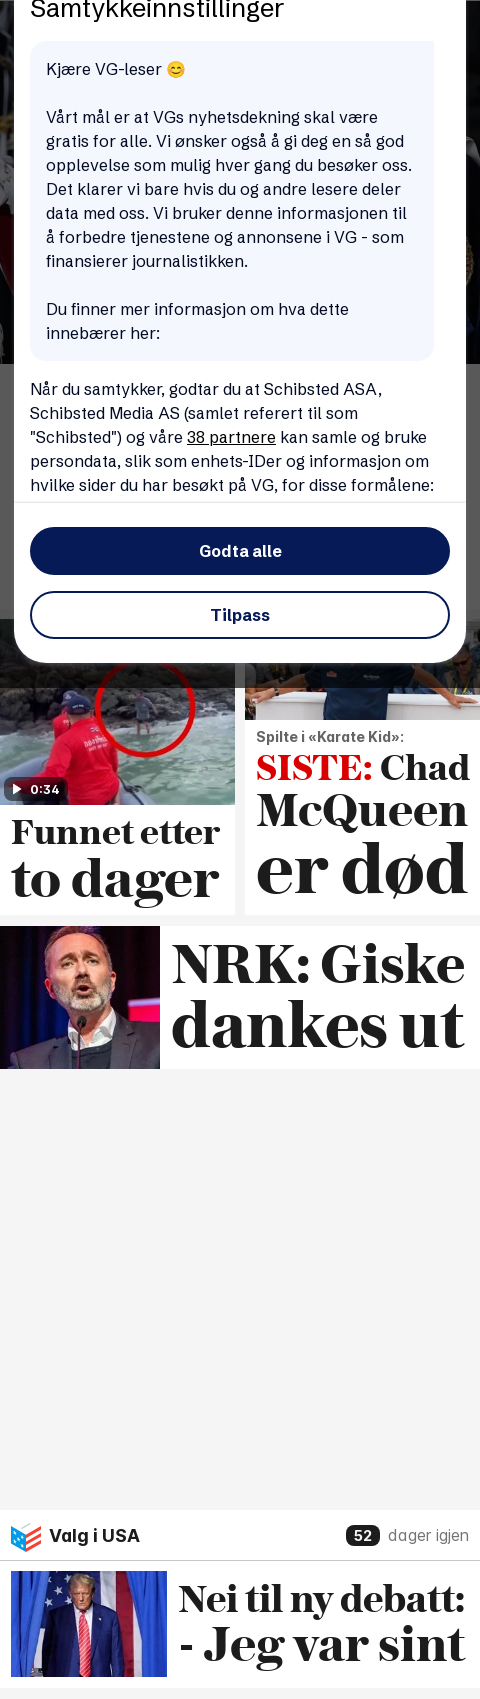 Samtykkeinnstillinger
Kjære VG-leser 😊
Vårt mål er at VGs nyhetsdekning skal være
gratis for alle. Vi ønsker også å gi deg en så god
opplevelse som mulig hver gang du besøker oss.
Det klarer vi bare hvis du og andre lesere deler
data med oss. Vi bruker denne informasjonen til
å forbedre tjenestene og annonsene i VG - som
finansierer journalistikken.
Du finner mer informasjon om hva dette
innebærer her:
Når du samtykker, godtar du at Schibsted ASA,
Schibsted Media AS (samlet referert til som
"Schibsted") og våre 38 partnere kan samle og bruke
persondata, slik som enhets-IDer og informasjon om
hvilke sider du har besøkt på VG, for disse formålene:
Godta alle
Tilpass
0:34
Funnet etter
to dager
Spilte i «Karate Kid»:
SISTE: Chad
McQueen
er død
NRK: Giske
dankes ut
Valg i USA
52 dager igjen
Nei til ny debatt:
- Jeg var sint